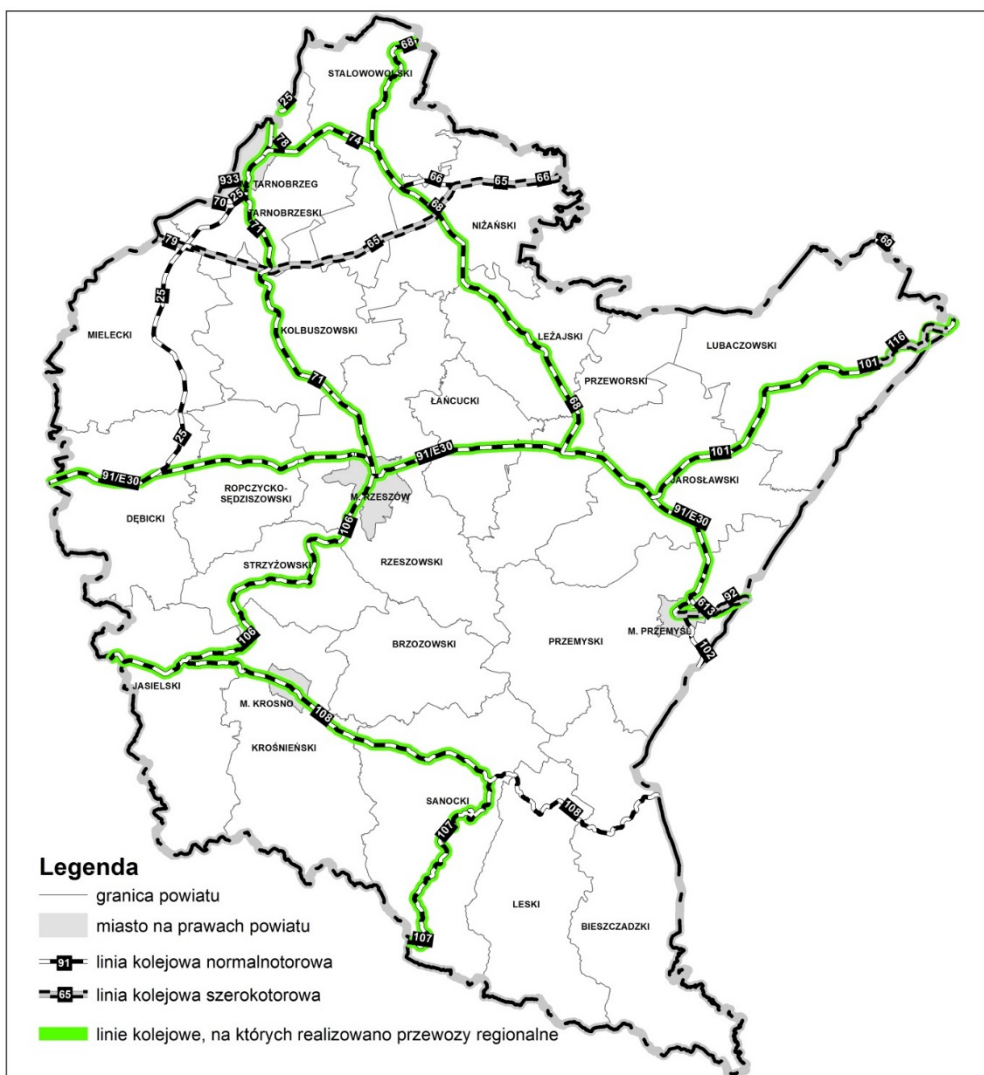 68
STALOWOWOLSKI
25
78
74
933
TARNOBRZEG
66
65
66
70
25
TARNOBRZESKI
68
NIŻAŃSKI
71
79
65
69
25
MIELECKI
KOLBUSZOWSKI
LEŻAJSKI
LUBACZOWSKI
116
PRZEWORSKI
101
71
ŁAŃCUCKI
68
25
91/E30
101
91/E30
ROPCZYCKO-
SĘDZISZOWSKI
M. RZESZÓW
JAROSŁAWSKI
DĘBICKI
91/E30
106
STRZYŻOWSKI
RZESZOWSKI
92
613
106
BRZOZOWSKI
PRZEMYSKI
M. PRZEMYŚL
102
JASIELSKI
M. KROSNO
108
KROŚNIEŃSKI
SANOCKI
108
107
LESKI
BIESZCZADZKI
107
Legenda
granica powiatu
miasto na prawach powiatu
91 linia kolejowa normalnotorowa
65 linia kolejowa szerokotorowa
linie kolejowe, na których realizowano przewozy regionalne